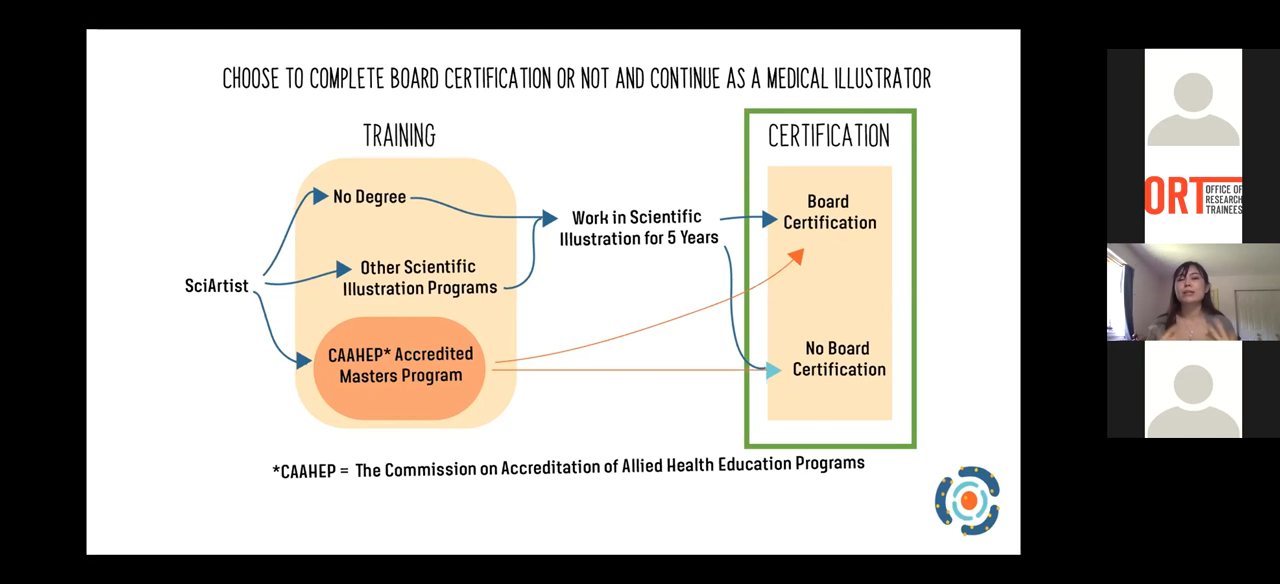 CHOOSE TO COMPLETE BOARD CERTIFICATION OR NOT AND CONTINUE AS A MEDICAL ILLUSTRATOR
TRAINING
CERTIFICATION
No Degree
Board
Certification
Work in Scientific
Illustration for 5 Years
Other Scientific
Illustration Programs
SciArtist
CAAHEP* Accredited
Masters Program
No Board
Certification
*CAAHEP = The Commission on Accreditation of Allied Health Education Programs
ORT OFFICE OF
RESEARCH
TRAINEES